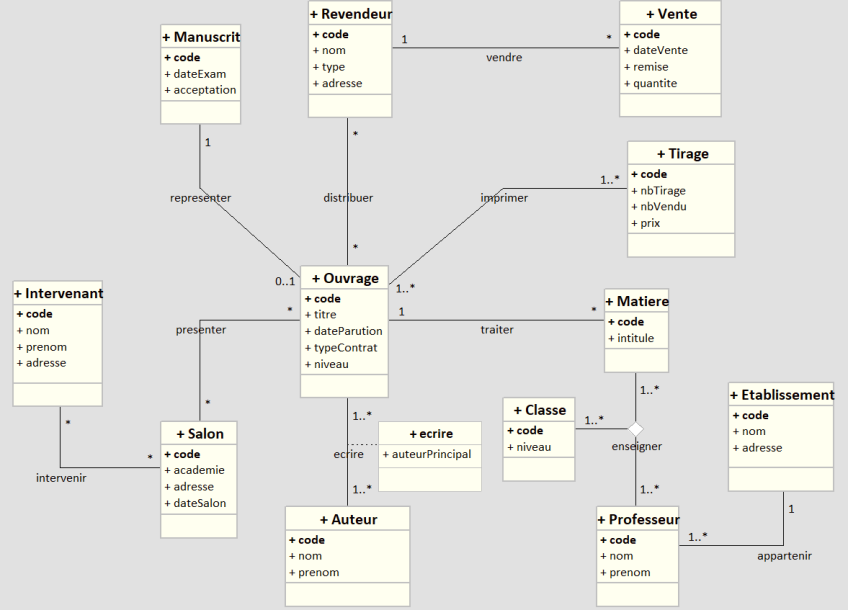 + Manuscrit
+ code
+ dateExam
+ acceptation
+ Revendeur
+ code
+ nom
+ type
+ adresse
1
*
vendre
+ Vente
+ code
+ dateVente
+ remise
+ quantite
1
*
representer
distribuer
imprimer
1..*
+ Tirage
+ code
+ nbTirage
+ nbVendu
+ prix
0..1
*
1..*
+ Ouvrage
+ code
+ titre
+ dateParution
+ typeContrat
+ niveau
+ Intervenant
+ code
+ nom
+ prenom
+ adresse
*
presenter
*
1
*
traiter
+ Matiere
+ code
+ intitule
*
*
intervenir
+ Salon
+ code
+ academie
+ adresse
+ dateSalon
1..*
ecrire
1..*
+ ecrire
+ auteurPrincipal
+ Auteur
+ code
+ nom
+ prenom
+ Classe
+ code
+ niveau
1..*
1..*
enseigner
1..*
+ Etablissement
+ code
+ nom
+ adresse
+ Professeur
+ code
+ nom
+ prenom
1..*
1
appartenir